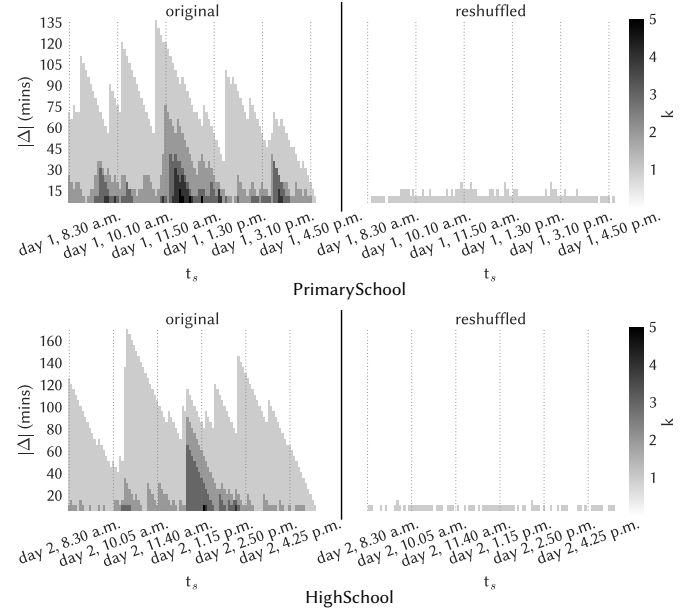 original
reshuffled
135
120
105
90
75
60
45
30
15
|Δ| (mins)
5
4
3
2
1
k
day 1, 8.30 a.m.
day 1, 10.10 a.m.
day 1, 11.50 a.m.
day 1, 1.30 p.m.
day 1, 3.10 p.m.
day 1, 4.50 p.m.
day 1, 8.30 a.m.
day 1, 10.10 a.m.
day 1, 11.50 a.m.
day 1, 1.30 p.m.
day 1, 3.10 p.m.
day 1, 4.50 p.m.
ts
ts
PrimarySchool
original
reshuffled
160
140
120
100
80
60
40
20
|Δ| (mins)
5
4
3
2
1
k
day 2, 8.30 a.m.
day 2, 10.05 a.m.
day 2, 11.40 a.m.
day 2, 1.15 p.m.
day 2, 2.50 p.m.
day 2, 4.25 p.m.
day 2, 8.30 a.m.
day 2, 10.05 a.m.
day 2, 11.40 a.m.
day 2, 1.15 p.m.
day 2, 2.50 p.m.
day 2, 4.25 p.m.
ts
ts
HighSchool